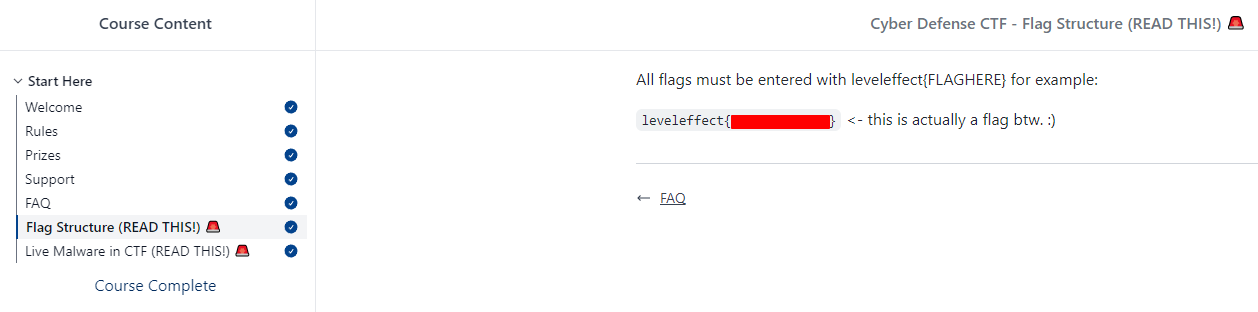 Course Content
Cyber Defense CTF - Flag Structure (READ THIS!) 🚨
Start Here
Welcome
Rules
Prizes
Support
FAQ
Flag Structure (READ THIS!) 🚨
Live Malware in CTF (READ THIS!) 🚨
Course Complete
All flags must be entered with leveleffect{FLAGHERE} for example:
leveleffect{} <- this is actually a flag btw. :)
← FAQ